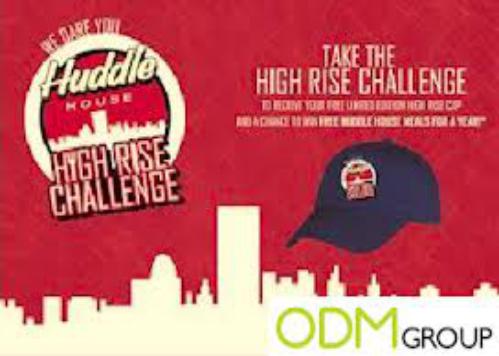 WE DARE YOU
Huddle
HOUSE
HIGH RISE
CHALLENGE
TAKE THE
HIGH RISE CHALLENGE
TO RECEIVE YOUR FREE LIMITED EDITION HIGH RISE CUP
AND A CHANCE TO WIN FREE HUDDLE HOUSE MEALS FOR A YEAR!*
ODM GROUP